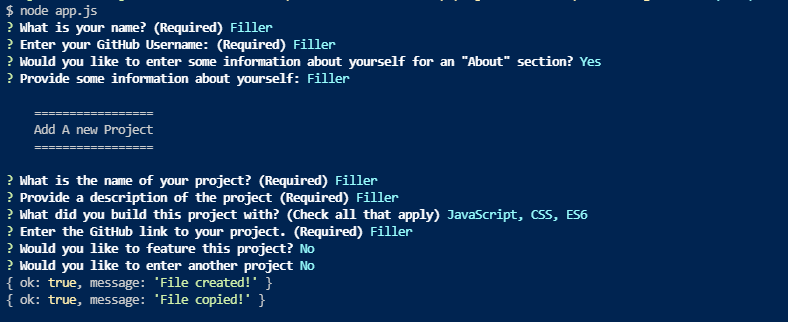 $ node app.js
? What is your name? (Required) Filler
? Enter your GitHub Username: (Required) Filler
? Would you like to enter some information about yourself for an "About" section? Yes
? Provide some information about yourself: Filler
=================
Add A new Project
=================
? What is the name of your project? (Required) Filler
? Provide a description of the project (Required) Filler
? What did you build this project with? (Check all that apply) JavaScript, CSS, ES6
? Enter the GitHub link to your project. (Required) Filler
? Would you like to feature this project? No
? Would you like to enter another project No
{ ok: true, message: 'File created!' }
{ ok: true, message: 'File copied!' }